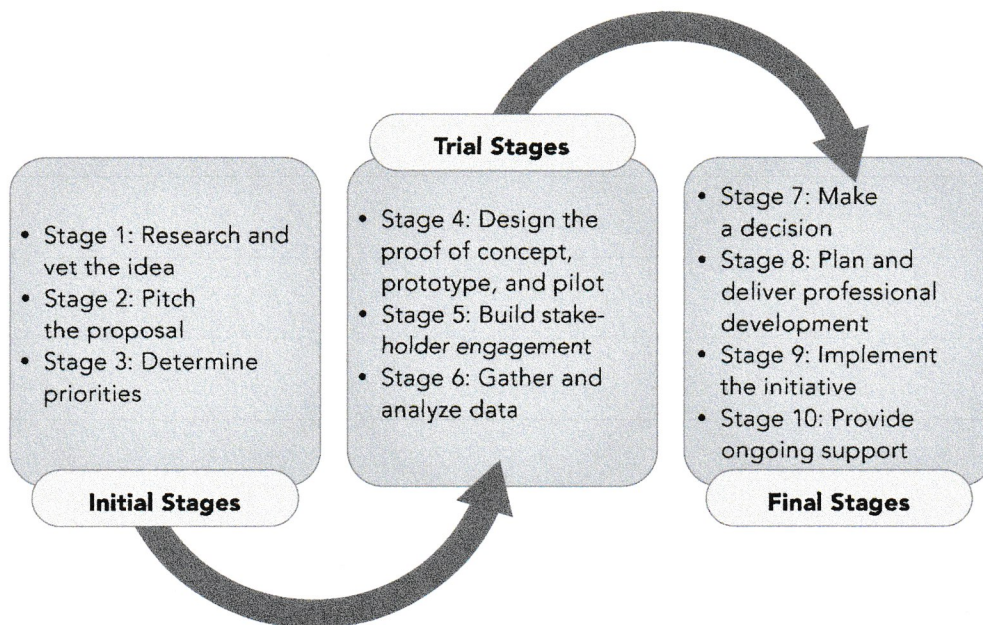 Initial Stages
• Stage 1: Research and
vet the idea
• Stage 2: Pitch
the proposal
• Stage 3: Determine
priorities
Trial Stages
• Stage 4: Design the
proof of concept,
prototype, and pilot
• Stage 5: Build stake-
holder engagement
• Stage 6: Gather and
analyze data
Final Stages
• Stage 7: Make
a decision
• Stage 8: Plan and
deliver professional
development
• Stage 9: Implement
the initiative
• Stage 10: Provide
ongoing support